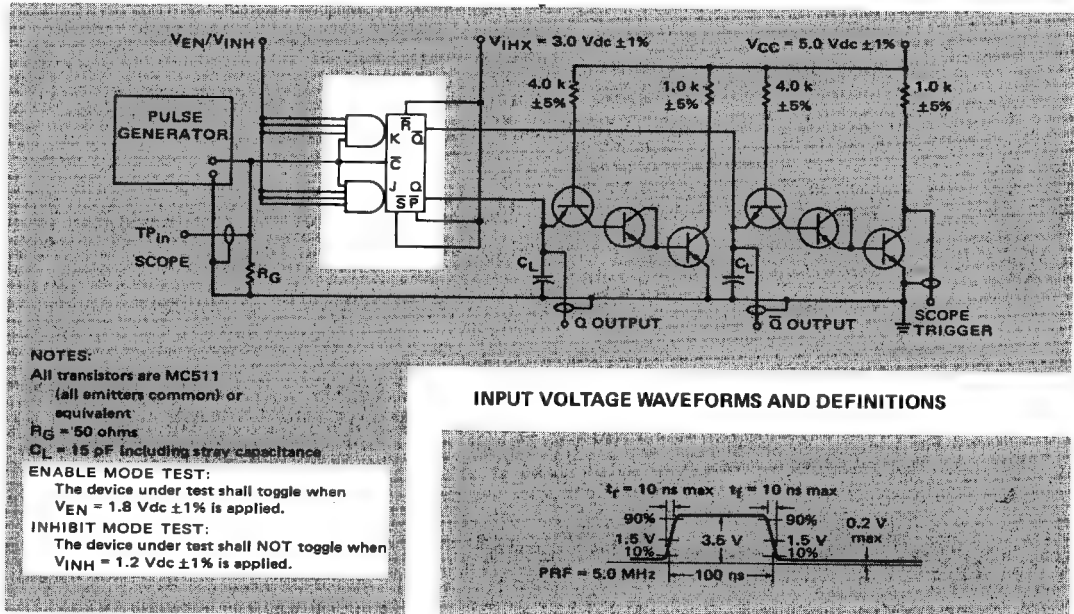 VEN/VINH
VIHX = 3.0 Vdc ±1%
VCC = 5.0 Vdc ±1%
4.0 k
±5%
1.0 k
±5%
4.0 k
±5%
1.0 k
±5%
PULSE
GENERATOR
R
K Q
C
J Q
S P
TPin
SCOPE
RG
CL
CL
Q OUTPUT
Q OUTPUT
SCOPE
TRIGGER
NOTES:
All transistors are MC511
(all emitters common) or
equivalent
RG = 50 ohms
CL = 15 pF including stray capacitance
ENABLE MODE TEST:
The device under test shall toggle when
VEN = 1.8 Vdc ±1% is applied.
INHIBIT MODE TEST:
The device under test shall NOT toggle when
VINH = 1.2 Vdc ±1% is applied.
INPUT VOLTAGE WAVEFORMS AND DEFINITIONS
tr = 10 ns max tf = 10 ns max
90% 90%
0.2 V
max
1.5 V 3.5 V 1.5 V
10% 10%
PRF = 5.0 MHz 100 ns